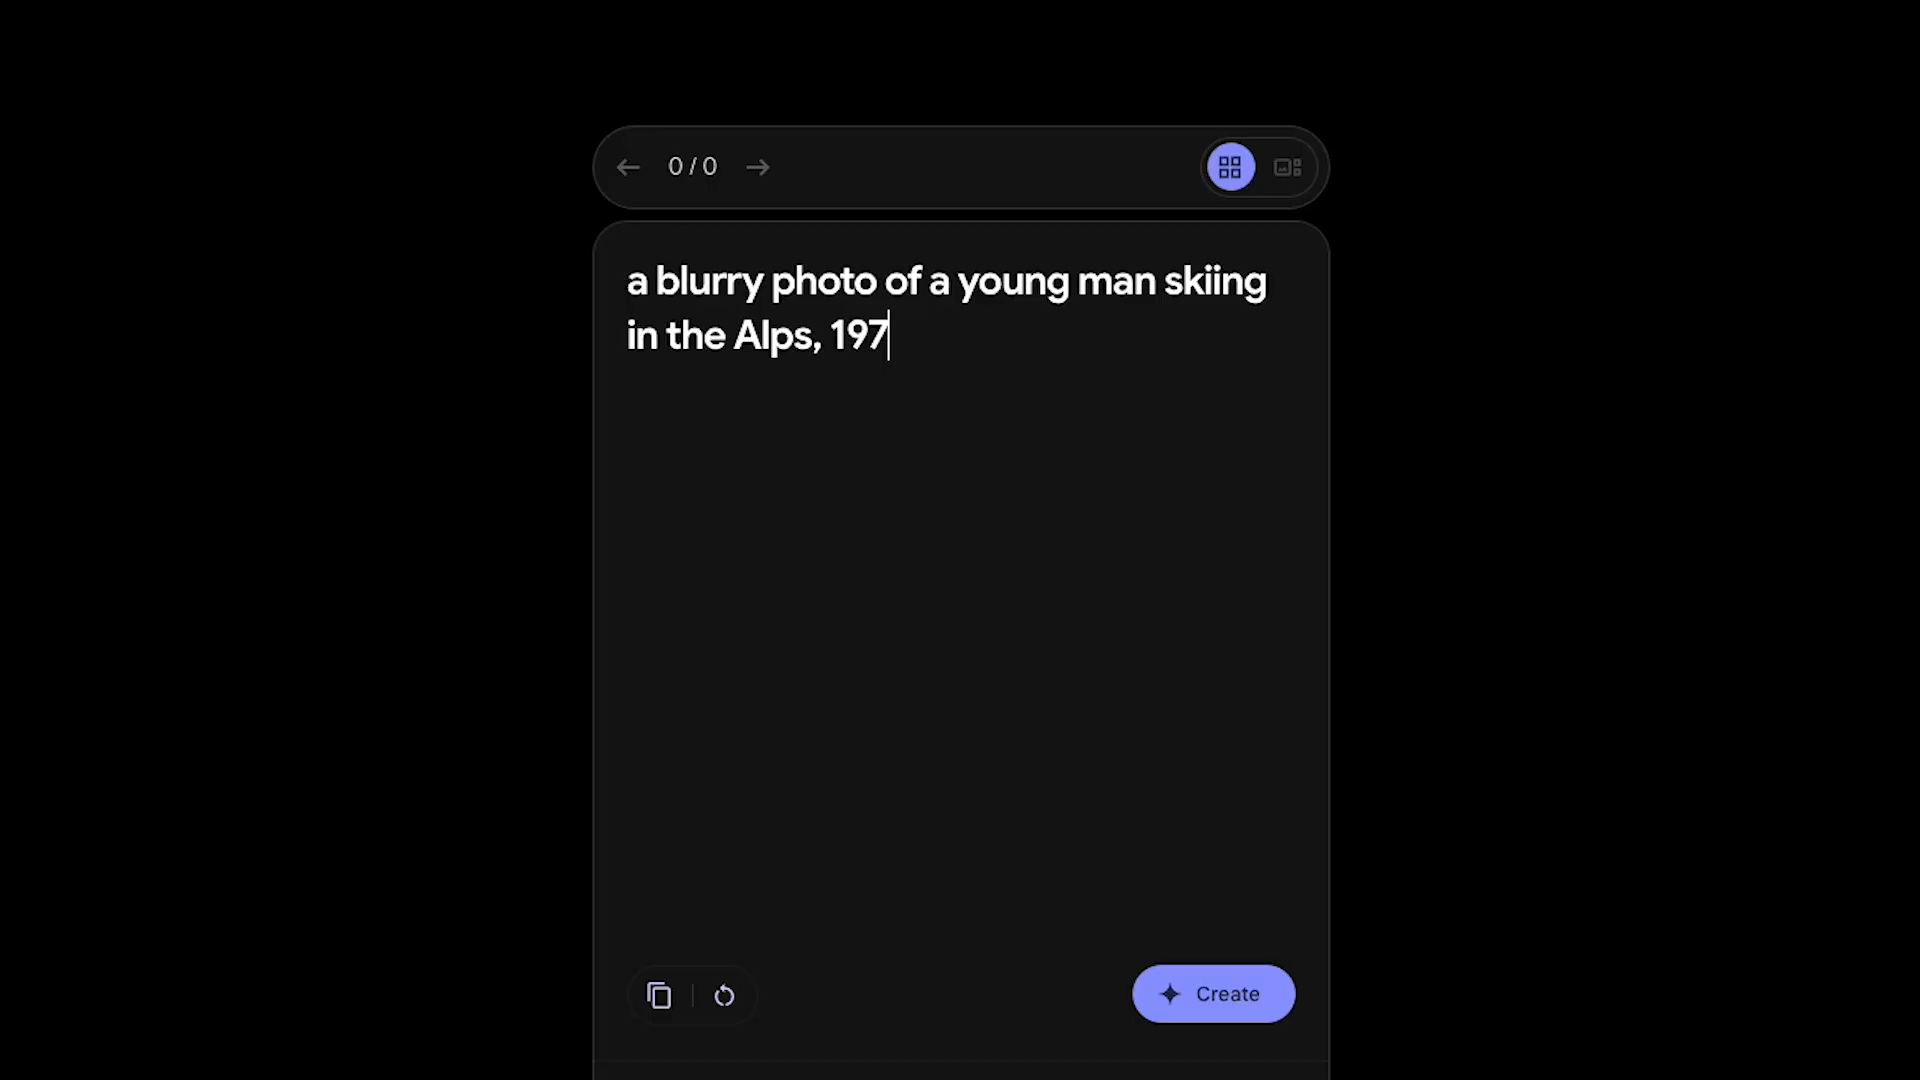 0 / 0
a blurry photo of a young man skiing
in the Alps, 197
Create